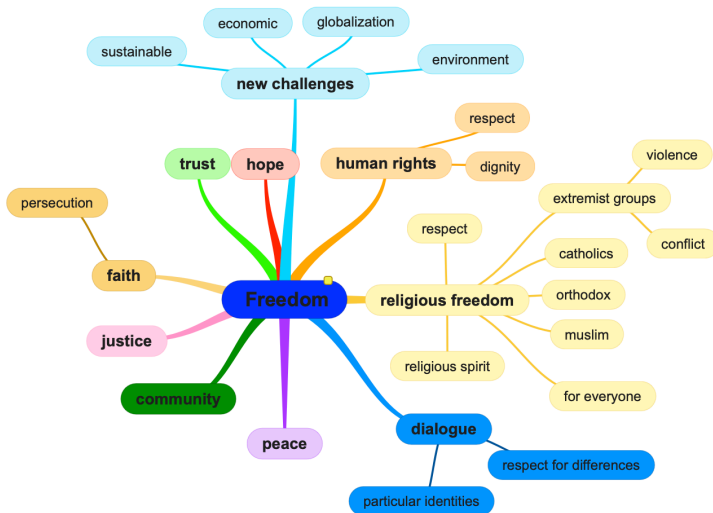 economic
globalization
sustainable
environment
new challenges
respect
trust
hope
human rights
dignity
violence
persecution
extremist groups
respect
conflict
catholics
faith
Freedom
religious freedom
orthodox
justice
muslim
religious spirit
community
for everyone
dialogue
peace
respect for differences
particular identities